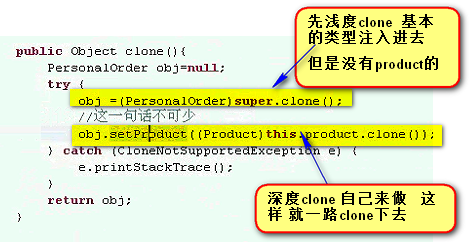 public Object clone(){
PersonalOrder obj=null;
try {
obj =(PersonalOrder)super.clone();
//这一句话不可少
obj.setProduct((Product)this.product.clone());
} catch (CloneNotSupportedException e) {
e.printStackTrace();
}
return obj;
}
先浅度clone 基本
的类型注入进去
但是没有product的
深度clone 自己来做 这
样 就一路clone下去